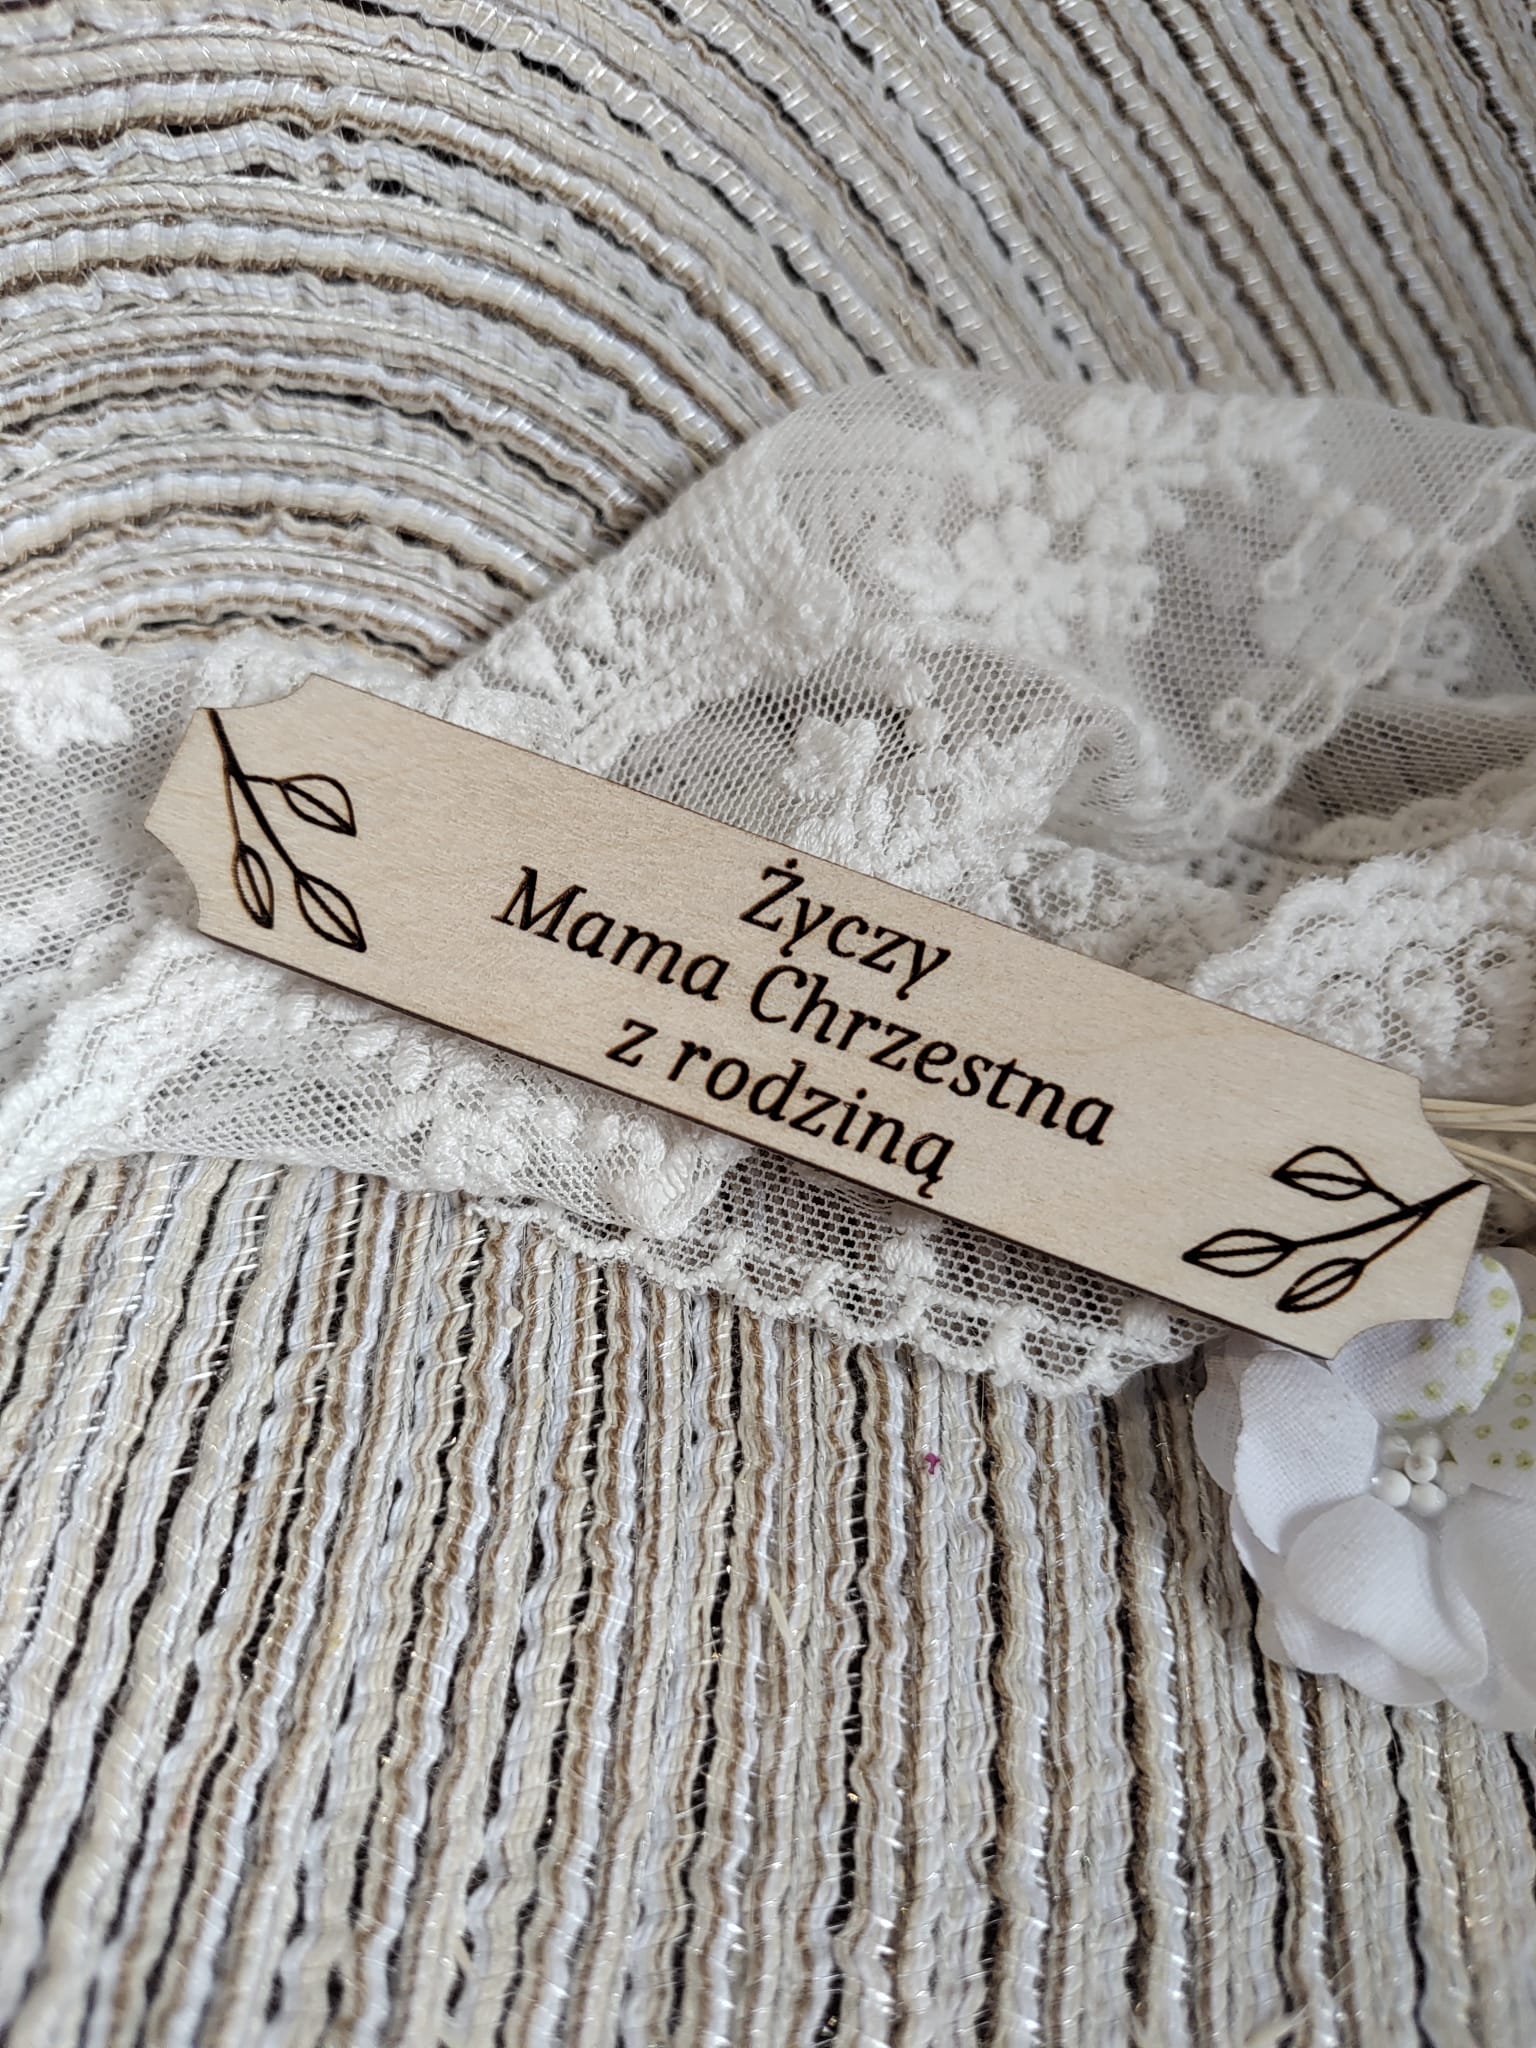 Życzy
Mama Chrzestna
z rodziną